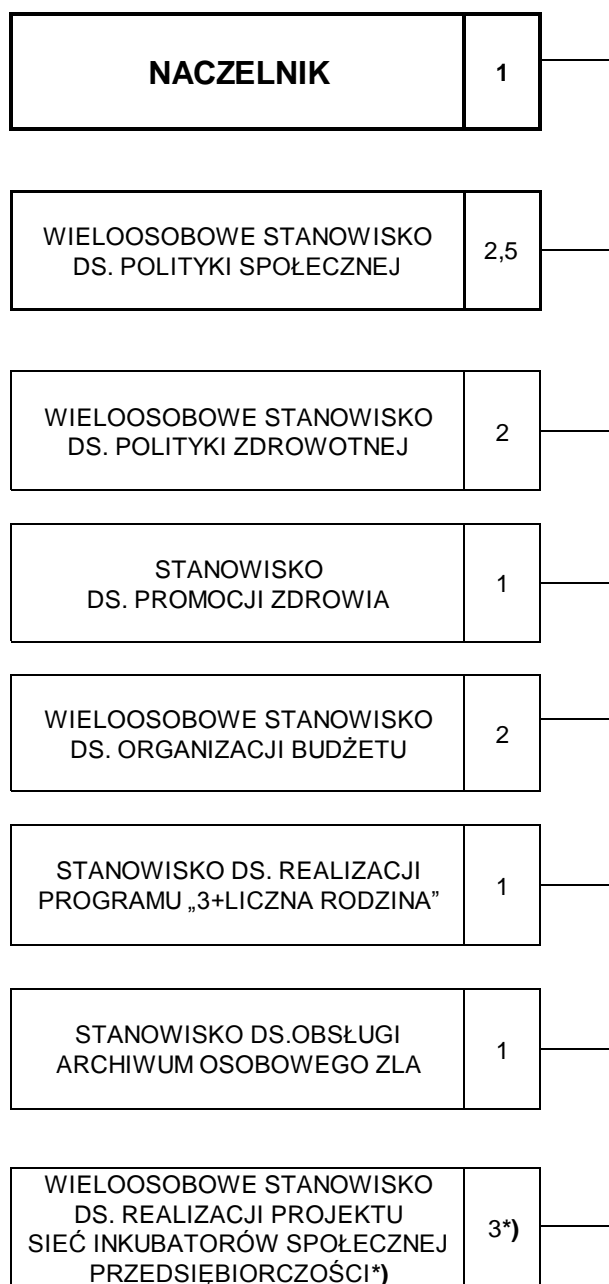 NACZELNIK 1
WIELOOSOBOWE STANOWISKO
DS. POLITYKI SPOŁECZNEJ 2,5
WIELOOSOBOWE STANOWISKO
DS. POLITYKI ZDROWOTNEJ 2
STANOWISKO
DS. PROMOCJI ZDROWIA 1
WIELOOSOBOWE STANOWISKO
DS. ORGANIZACJI BUDŻETU 2
STANOWISKO DS. REALIZACJI
PROGRAMU „3+LICZNA RODZINA” 1
STANOWISKO DS.OBSŁUGI
ARCHIWUM OSOBOWEGO ZLA 1
WIELOOSOBOWE STANOWISKO
DS. REALIZACJI PROJEKTU
SIEĆ INKUBATORÓW SPOŁECZNEJ
PRZEDSIĘBIORCZOŚCI*) 3*)